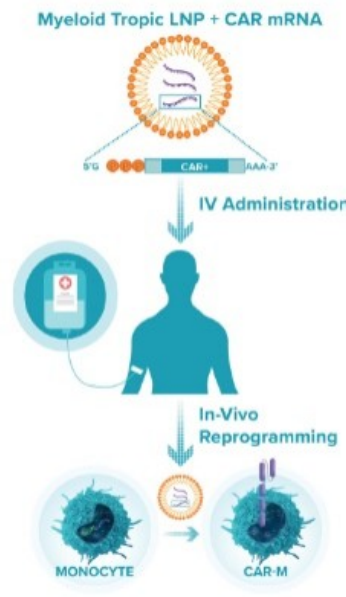 Myeloid Tropic LNP + CAR mRNA
5'G CAR+ AAA-3'
IV Administration
In-Vivo
Reprogramming
MONOCYTE
CAR-M